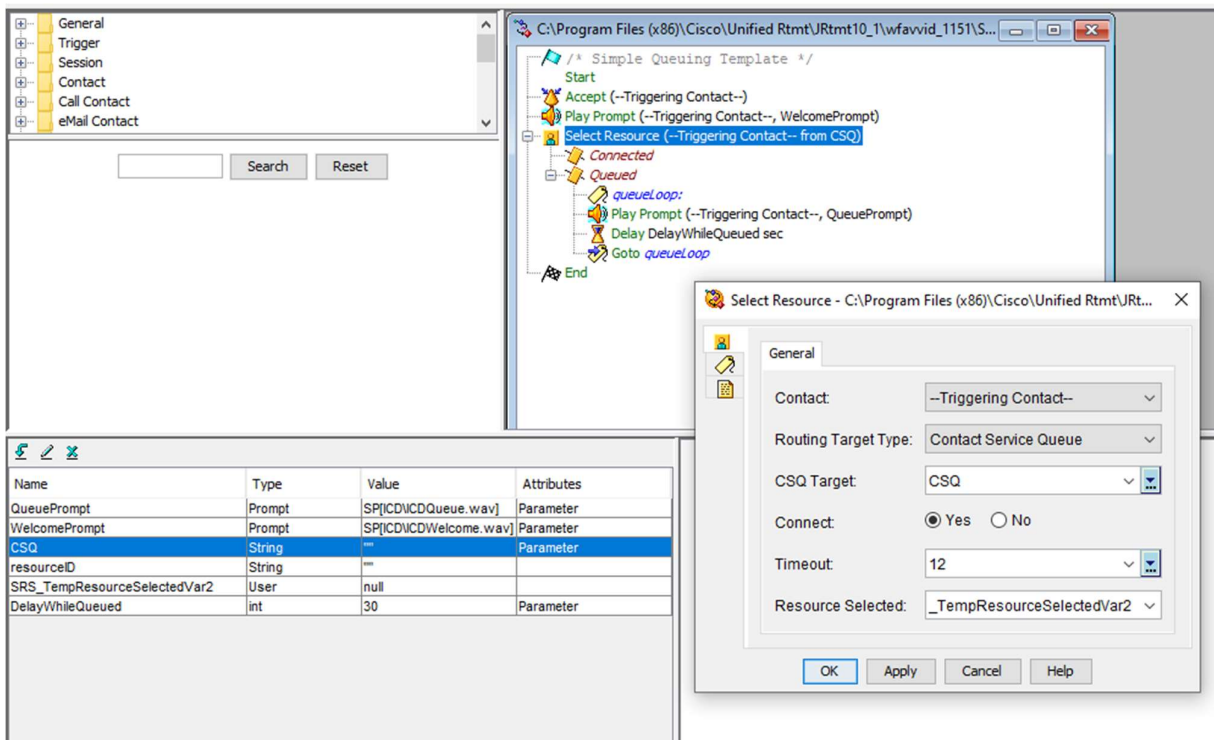 General
Trigger
Session
Contact
Call Contact
eMail Contact
Search Reset
C:\Program Files (x86)\Cisco\Unified Rtmt\JRtmt10_1\wfavvid_1151\S...
/* Simple Queuing Template */
Start
Accept (--Triggering Contact--)
Play Prompt (--Triggering Contact--, WelcomePrompt)
Select Resource (--Triggering Contact-- from CSQ)
Connected
Queued
queueLoop:
Play Prompt (--Triggering Contact--, QueuePrompt)
Delay DelayWhileQueued sec
Goto queueLoop
End
Select Resource - C:\Program Files (x86)\Cisco\Unified Rtmt\JRt...
General
Contact: --Triggering Contact--
Routing Target Type: Contact Service Queue
CSQ Target: CSQ
Connect: Yes No
Timeout: 12
Resource Selected: _TempResourceSelectedVar2
OK Apply Cancel Help
Name Type Value Attributes
QueuePrompt Prompt SP[ICD\ICDQueue.wav] Parameter
WelcomePrompt Prompt SP[ICD\ICDWelcome.wav] Parameter
CSQ String "" Parameter
resourceID String ""
SRS_TempResourceSelectedVar2 User null
DelayWhileQueued int 30 Parameter